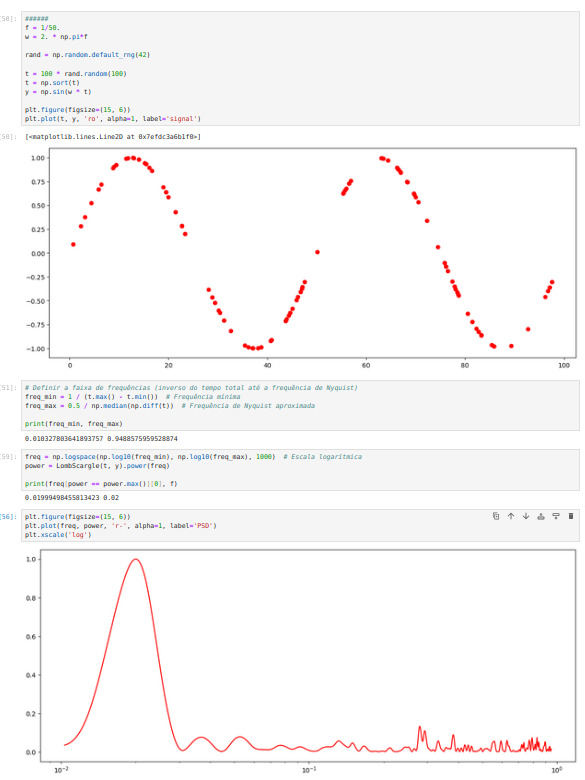 [50]:
######
f = 1/50.
w = 2. * np.pi*f
rand = np.random.default_rng(42)
t = 100 * rand.random(100)
t = np.sort(t)
y = np.sin(w * t)
plt.figure(figsize=(15, 6))
plt.plot(t, y, 'ro', alpha=1, label='signal')
[50]:
[<matplotlib.lines.Line2D at 0x7efdc3a6b1f0>]
1.00
0.75
0.50
0.25
0.00
−0.25
−0.50
−0.75
−1.00
0 20 40 60 80 100
[51]:
# Definir a faixa de frequências (inverso do tempo total até a frequência de Nyquist)
freq_min = 1 / (t.max() - t.min()) # Frequência mínima
freq_max = 0.5 / np.median(np.diff(t)) # Frequência de Nyquist aproximada
print(freq_min, freq_max)
0.010327803641893757 0.9488575959528874
[59]:
freq = np.logspace(np.log10(freq_min), np.log10(freq_max), 1000) # Escala logarítmica
power = LombScargle(t, y).power(freq)
print(freq[power == power.max()][0], f)
0.01999498455813423 0.02
[56]:
plt.figure(figsize=(15, 6))
plt.plot(freq, power, 'r-', alpha=1, label='PSD')
plt.xscale('log')
1.0
0.8
0.6
0.4
0.2
0.0
10⁻² 10⁻¹ 10⁰